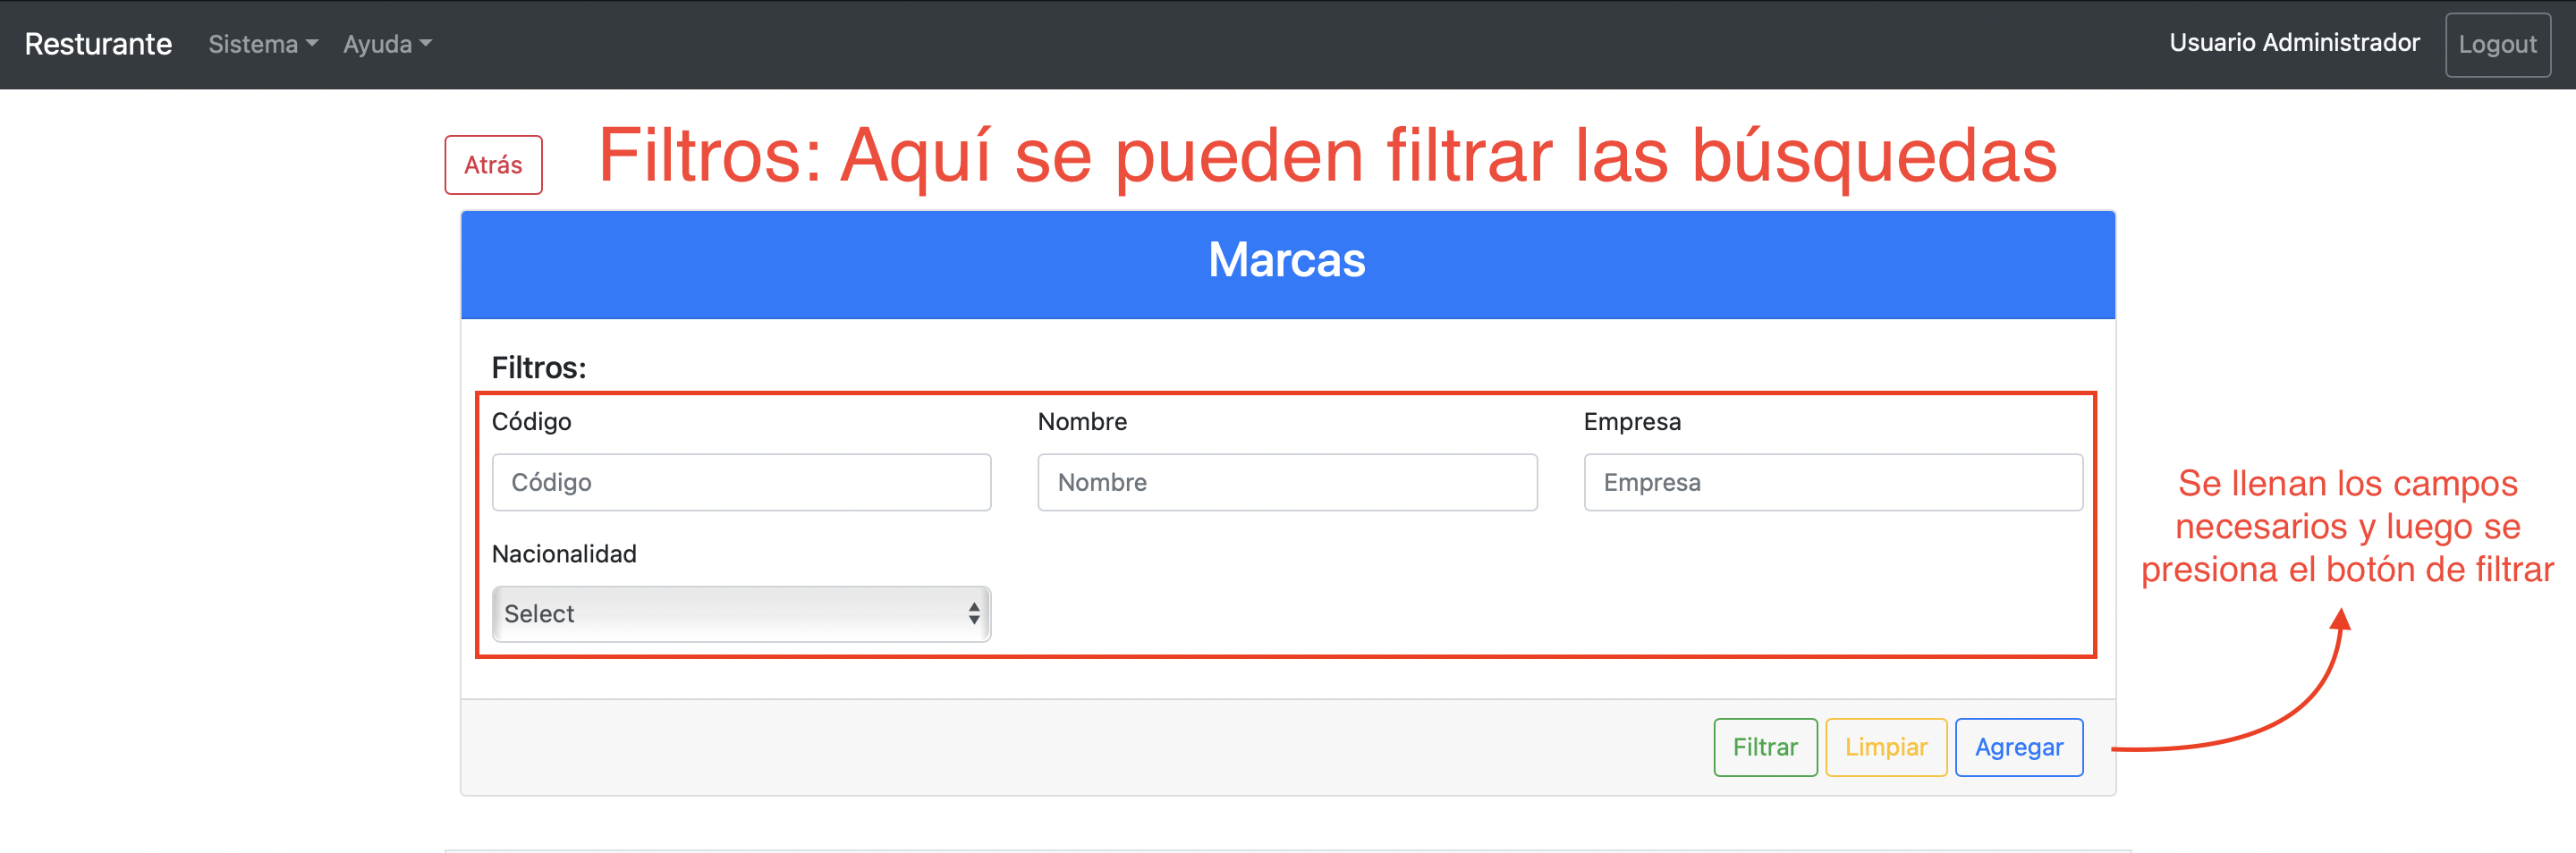 Resturante Sistema Ayuda Usuario Administrador Logout
Atrás
Filtros: Aquí se pueden filtrar las búsquedas
Marcas
Filtros:
Código Nombre Empresa
Código Nombre Empresa
Nacionalidad
Select
Se llenan los campos
necesarios y luego se
presiona el botón de filtrar
Filtrar Limpiar Agregar